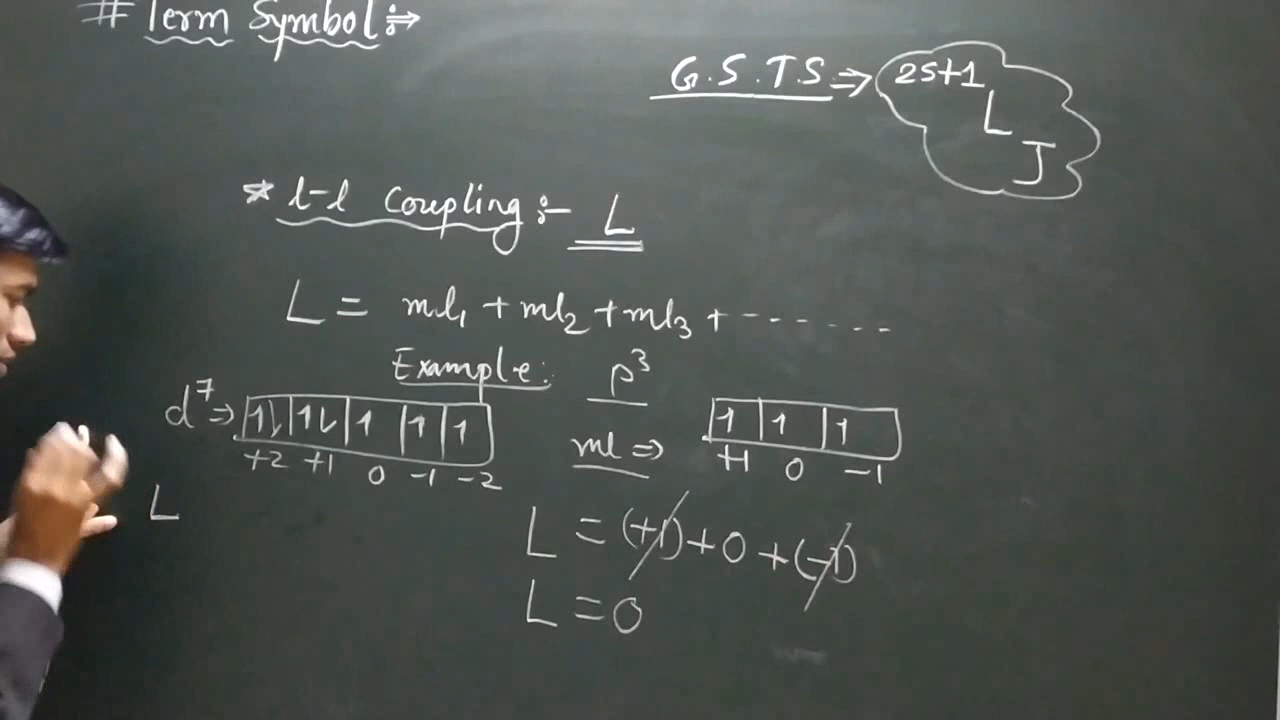 # Term Symbol :⇒
G.S.T.S. ⇒ 2S+1 L J
* l-l Coupling :- L
L = ml1 + ml2 + ml3 + - - - - - - -
Example: p³
d⁷ ⇒ 1⇂ 1⇂ 1 1 1
+2 +1 0 -1 -2
ml ⇒ 1 1 1
+1 0 -1
L
L = (+1) + 0 + (-1)
L = 0